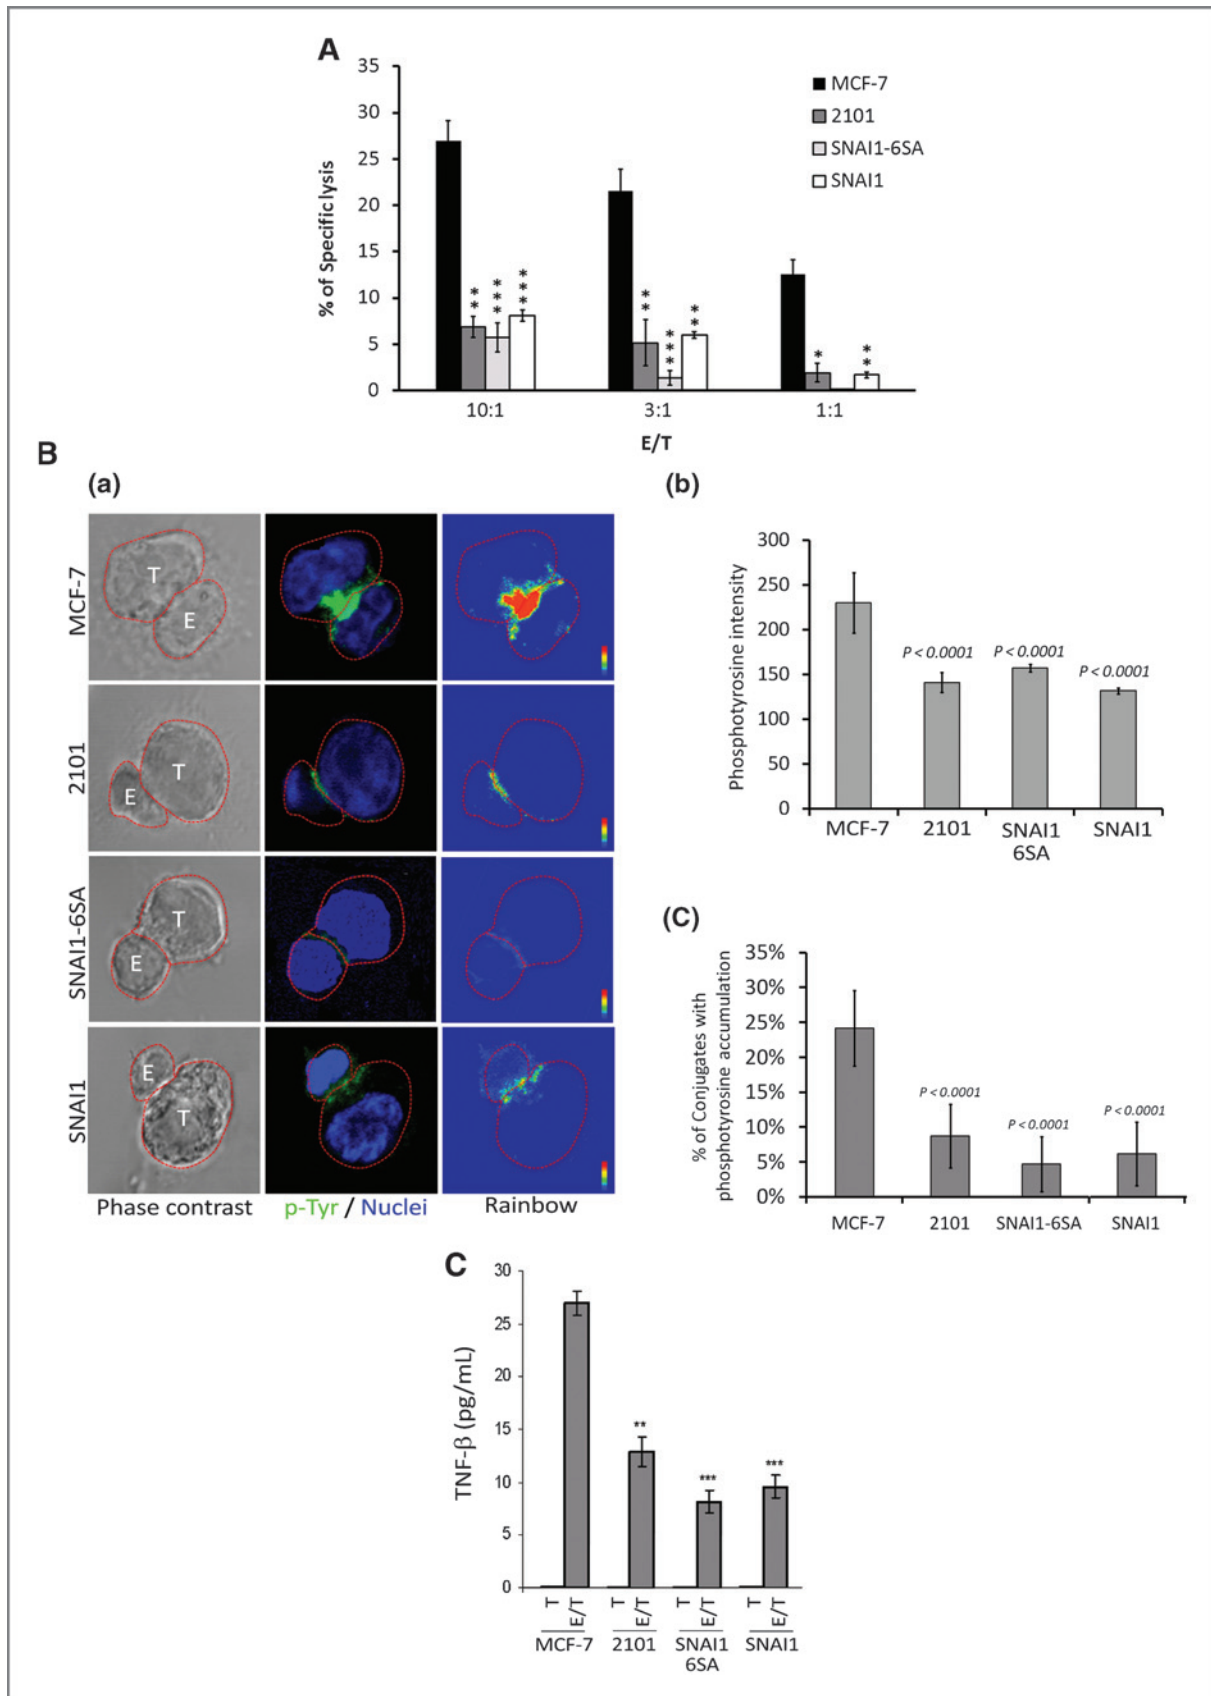 A
35
30
25
20
15
10
5
0
% of Specific lysis
MCF-7
2101
SNAI1-6SA
SNAI1
** *** ***
** *** **
* **
10:1 3:1 1:1
E/T
B
(a)
MCF-7
T
E
2101
T
E
SNAI1-6SA
T
E
SNAI1
E
T
Phase contrast p-Tyr / Nuclei Rainbow
(b)
300
250
200
150
100
50
0
Phosphotyrosine intensity
P < 0.0001 P < 0.0001 P < 0.0001
MCF-7 2101 SNAI1 SNAI1
6SA
(C)
35%
30%
25%
20%
15%
10%
5%
0%
% of Conjugates with
phosphotyrosine accumulation
P < 0.0001 P < 0.0001 P < 0.0001
MCF-7 2101 SNAI1-6SA SNAI1
C
30
25
20
15
10
5
0
TNF-β (pg/mL)
** *** ***
T E/T T E/T T E/T T E/T
MCF-7 2101 SNAI1 SNAI1
6SA